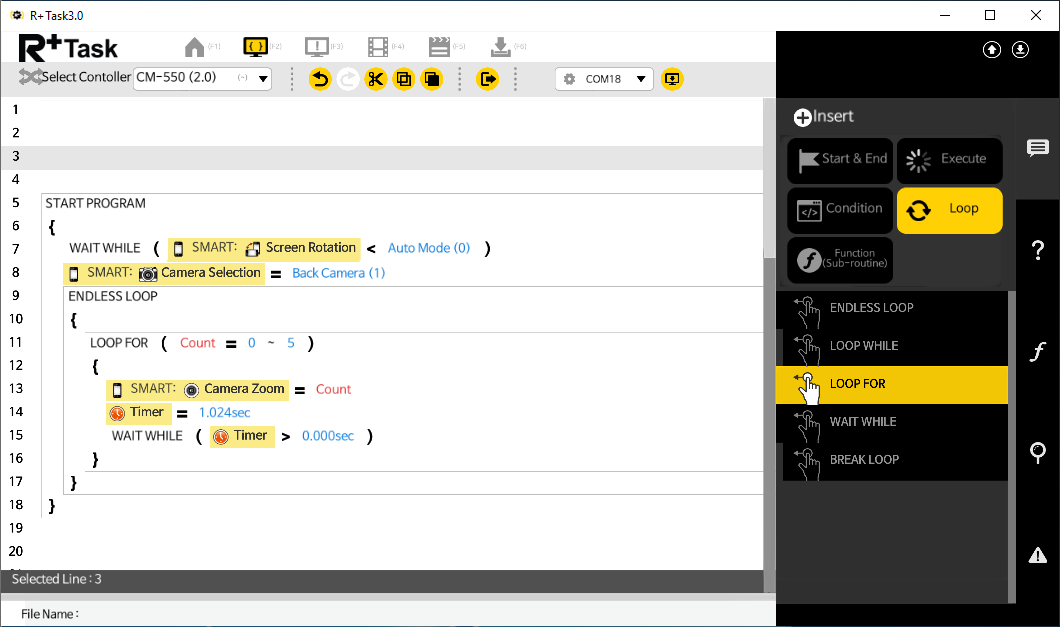 R+ Task3.0
R+Task (F1) (F2) (F3) (F4) (F5) (F6)
Select Contoller CM-550 (2.0) (~) COM18
1
2
3
4
5 START PROGRAM
6 {
7 WAIT WHILE ( SMART: Screen Rotation < Auto Mode (0) )
8 SMART: Camera Selection = Back Camera (1)
9 ENDLESS LOOP
10 {
11 LOOP FOR ( Count = 0 ~ 5 )
12 {
13 SMART: Camera Zoom = Count
14 Timer = 1.024sec
15 WAIT WHILE ( Timer > 0.000sec )
16 }
17 }
18 }
19
20
Selected Line : 3
File Name :
Insert
Start & End Execute
Condition Loop
Function
(Sub-routine)
ENDLESS LOOP
LOOP WHILE
LOOP FOR
WAIT WHILE
BREAK LOOP